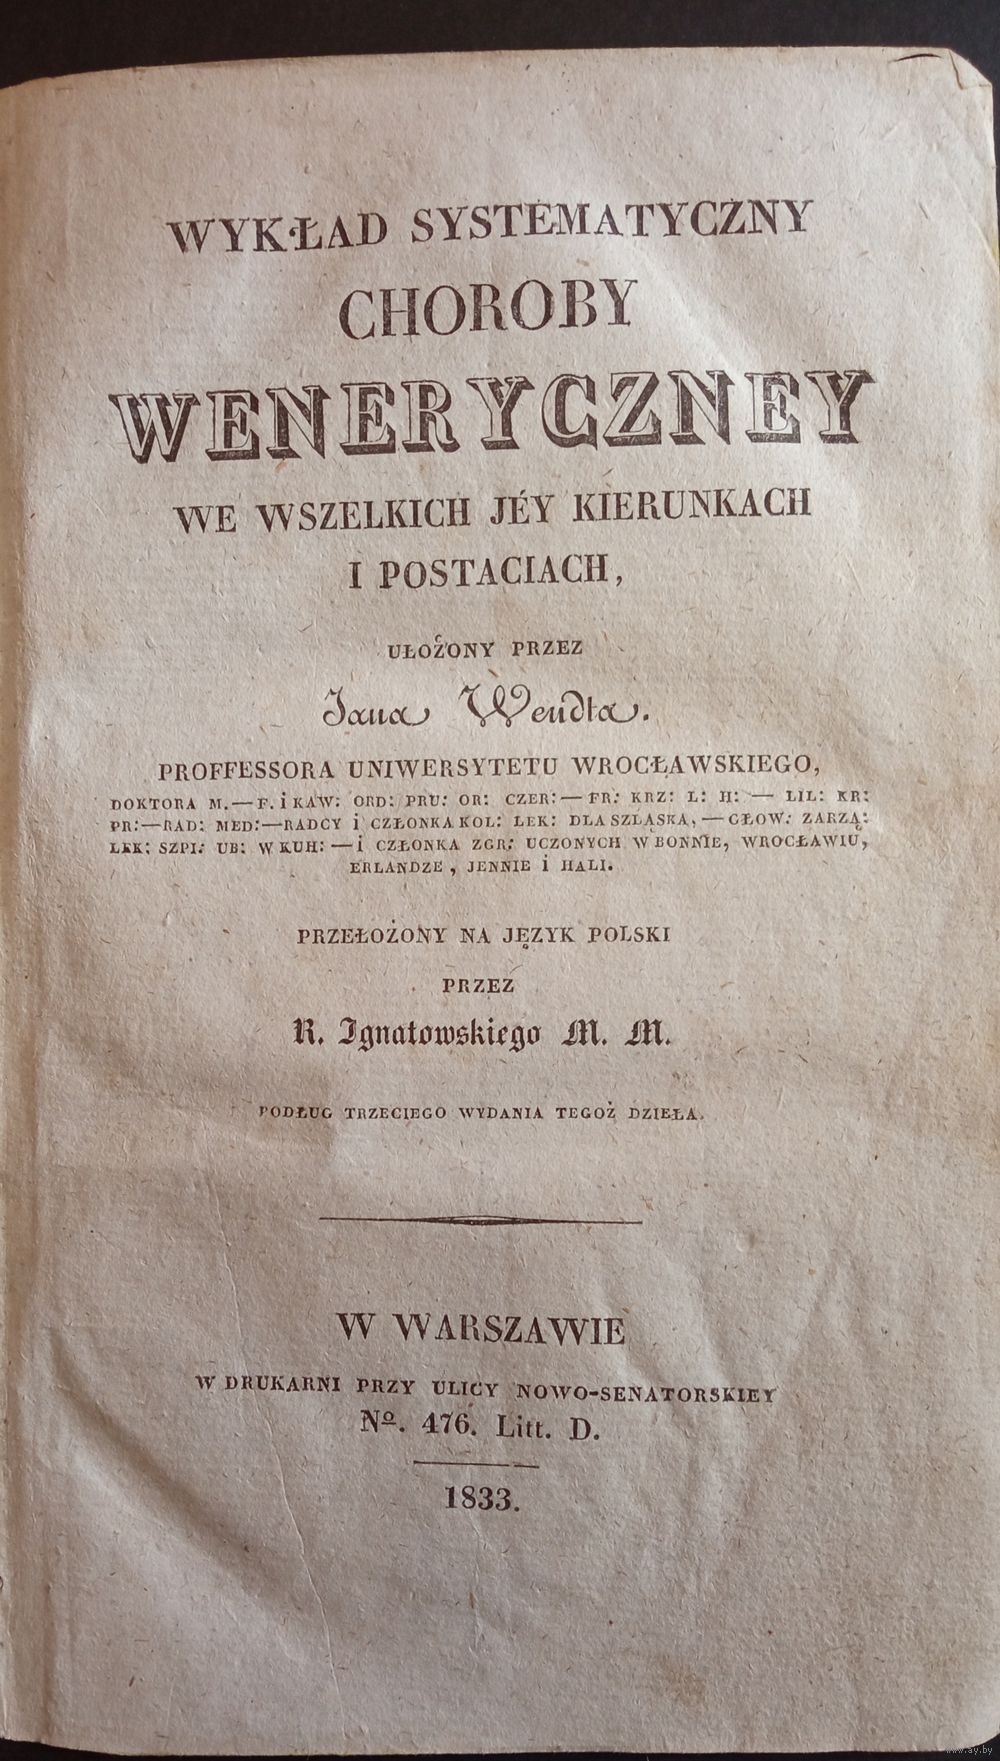 WYKŁAD SYSTEMATYCZNY
CHOROBY
WENERYCZNEY
WE WSZELKICH JÉY KIERUNKACH
I POSTACIACH,
UŁOŻONY PRZEZ
Jana Wendta.
PROFFESSORA UNIWERSYTETU WROCŁAWSKIEGO,
DOKTORA M.—F. i KAW: ORD: PRU: OR: CZER:—FR: KRZ: L: H: — LIL: KR:
PR:—RAD: MED:—RADCY i CZŁONKA KOL: LEK: DLA SZLĄSKA,—GŁOW: ZARZĄ:
LEK: SZPI: UB: W KUH:—i CZŁONKA ZGR: UCZONYCH W BONNIE, WROCŁAWIU,
ERLANDZE, JENNIE i HALI.
PRZEŁOŻONY NA JĘZYK POLSKI
PRZEZ
R. Ignatowskiego M. M.
PODŁUG TRZECIEGO WYDANIA TEGOŻ DZIEŁA.
W WARSZAWIE
W DRUKARNI PRZY ULICY NOWO-SENATORSKIEY
No. 476. Litt. D.
1833.
www.ay.by